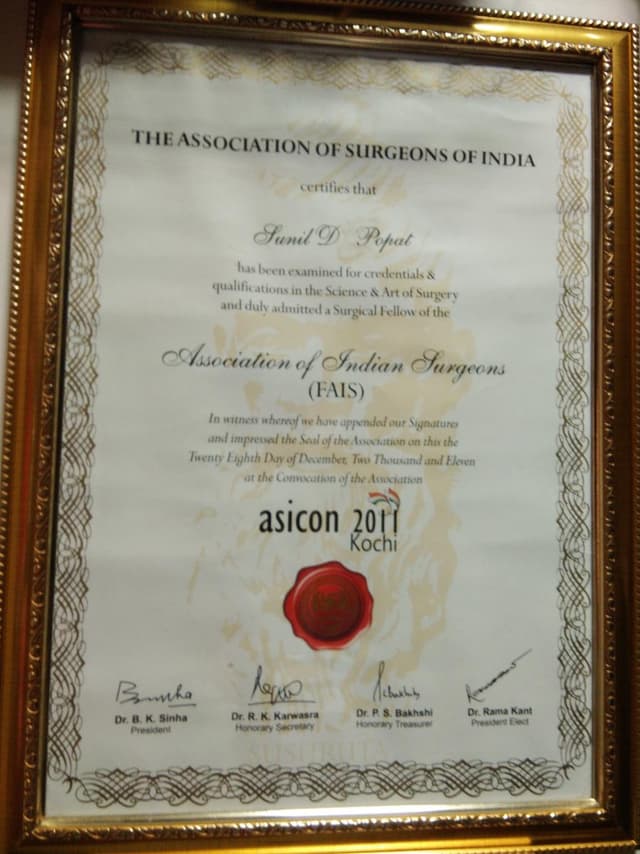 THE ASSOCIATION OF SURGEONS OF INDIA
certifies that
Sunil D Popat
has been examined for credentials &
qualifications in the Science & Art of Surgery
and duly admitted a Surgical Fellow of the
Association of Indian Surgeons
(FAIS)
In witness whereof we have appended our Signatures
and impressed the Seal of the Association on this the
Twenty Eighth Day of December, Two Thousand and Eleven
at the Convocation of the Association
asicon 2011
Kochi
Dr. B. K. Sinha
President
Dr. R. K. Karwasra
Honorary Secretary
Dr. P. S. Bakhshi
Honorary Treasurer
Dr. Rama Kant
President Elect
SUSHRUTA